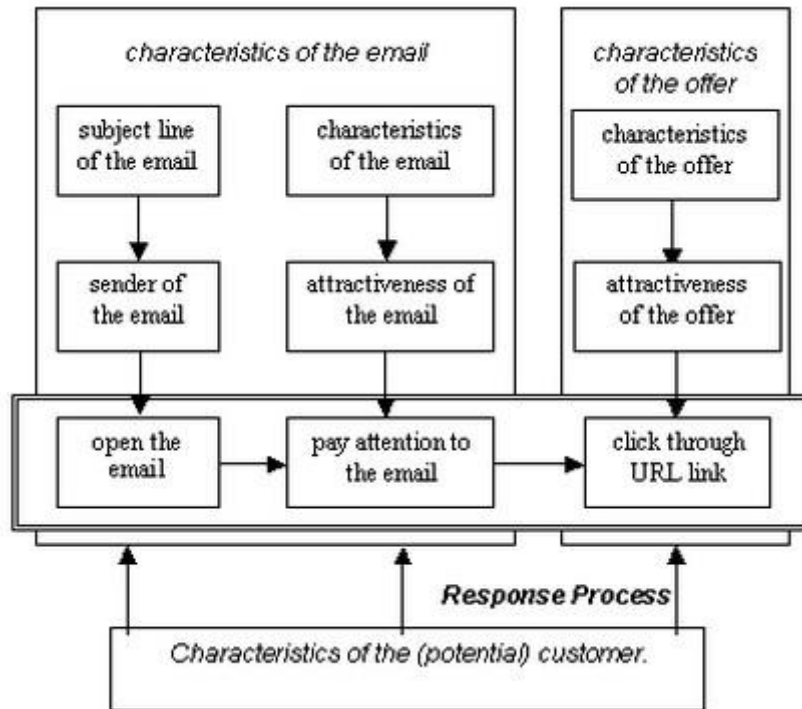 characteristics of the email
characteristics
of the offer
subject line
of the email
characteristics
of the email
characteristics
of the offer
sender of
the email
attractiveness of
the email
attractiveness
of the offer
open the
email
pay attention to
the email
click through
URL link
Response Process
Characteristics of the (potential) customer.